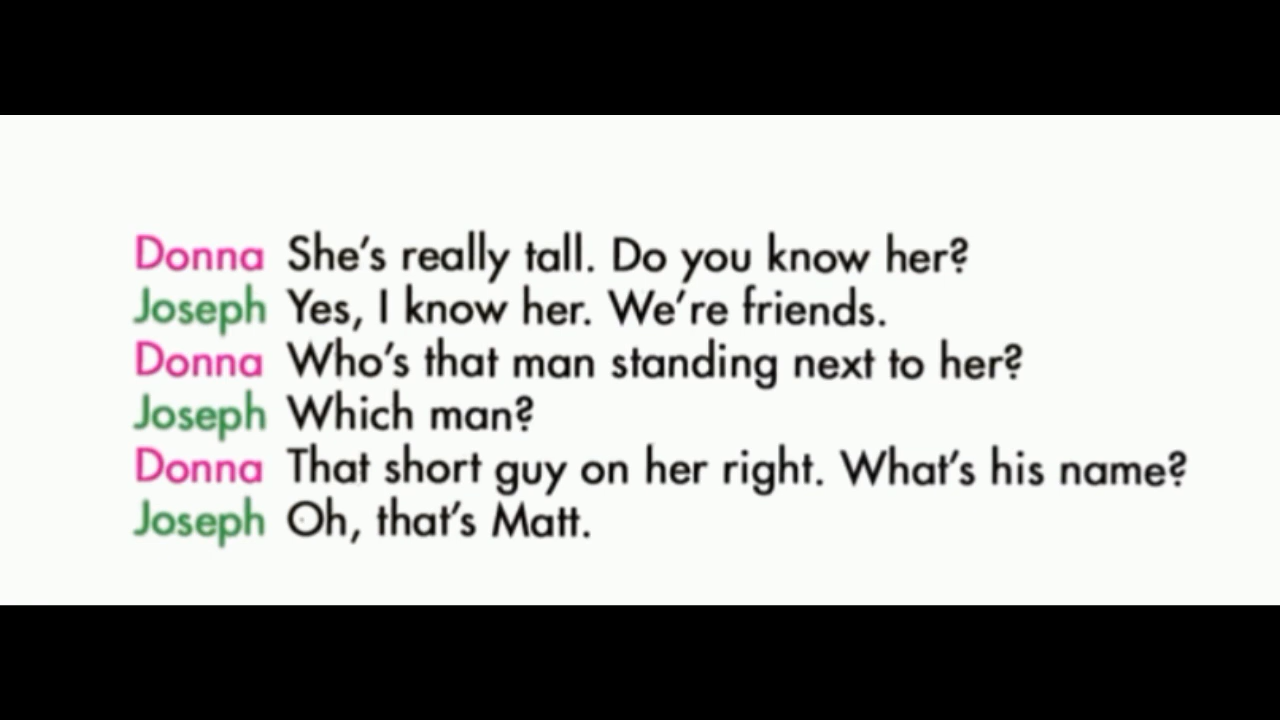 Donna She's really tall. Do you know her?
Joseph Yes, I know her. We're friends.
Donna Who's that man standing next to her?
Joseph Which man?
Donna That short guy on her right. What's his name?
Joseph Oh, that's Matt.